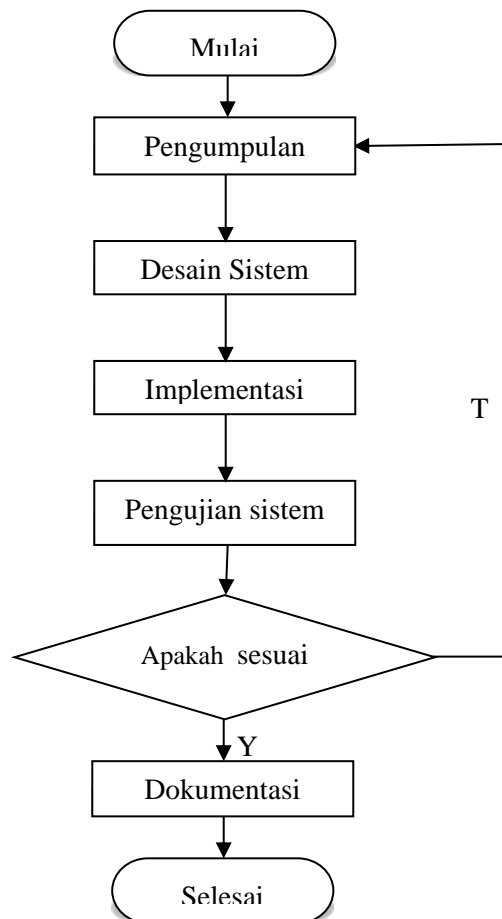 Mulai
Pengumpulan
Desain Sistem
Implementasi
T
Pengujian sistem
Apakah sesuai
Y
Dokumentasi
Selesai